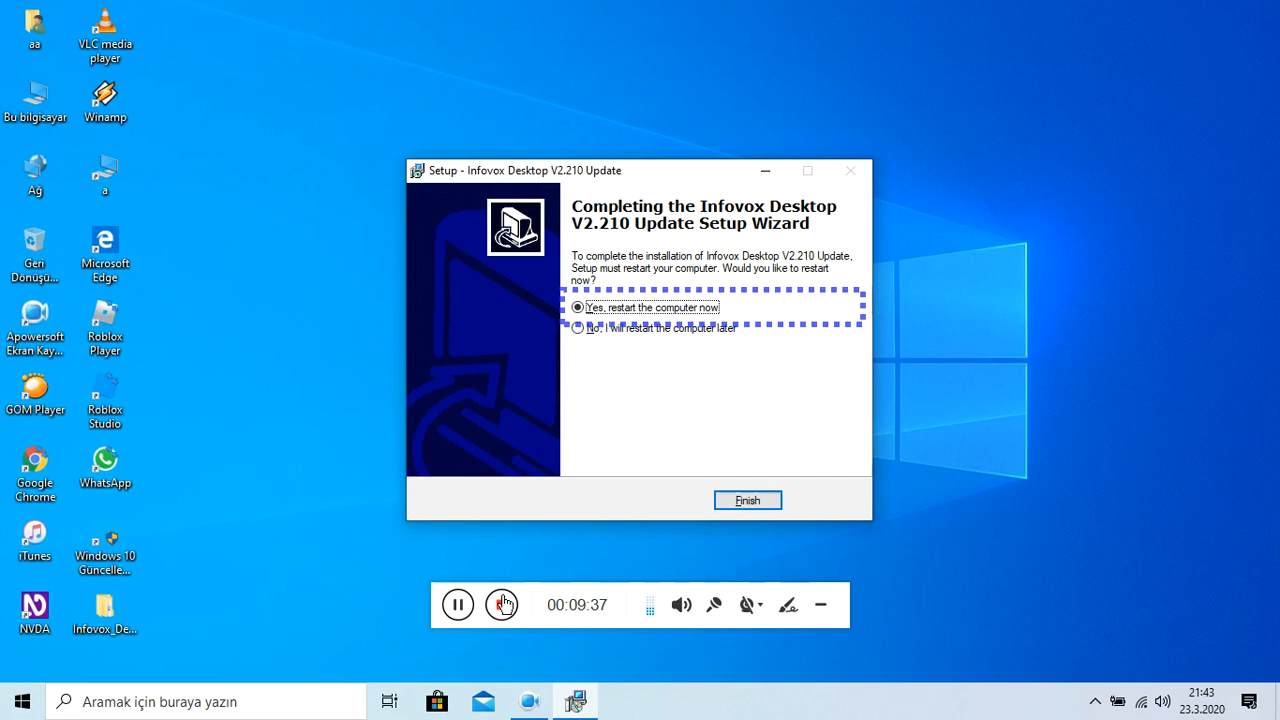 aa
VLC media
player
Bu bilgisayar
Winamp
Ağ
a
Geri
Dönüşü...
Microsoft
Edge
Apowersoft
Ekran Kay...
Roblox
Player
GOM Player
Roblox
Studio
Google
Chrome
WhatsApp
iTunes
Windows 10
Güncelle...
NVDA
Infovox_De...
Setup - Infovox Desktop V2.210 Update
Completing the Infovox Desktop
V2.210 Update Setup Wizard
To complete the installation of Infovox Desktop V2.210 Update,
Setup must restart your computer. Would you like to restart
now?
Yes, restart the computer now
No, I will restart the computer later
Finish
00:09:37
Aramak için buraya yazın
21:43
23.3.2020